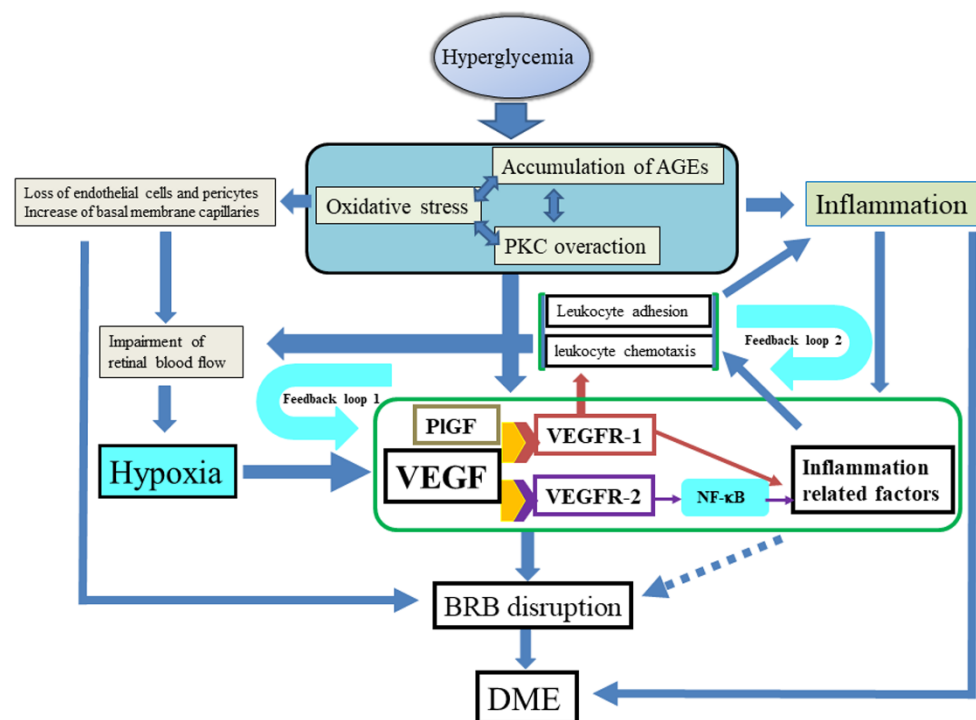 Hyperglycemia
Accumulation of AGEs
Loss of endothelial cells and pericytes
Increase of basal membrane capillaries
Oxidative stress
Inflammation
PKC overaction
Leukocyte adhesion
leukocyte chemotaxis
Impairment of
retinal blood flow
Feedback loop 2
Feedback loop 1
PlGF
VEGFR-1
VEGF
Hypoxia
Inflammation
related factors
VEGFR-2
NF-κB
BRB disruption
DME